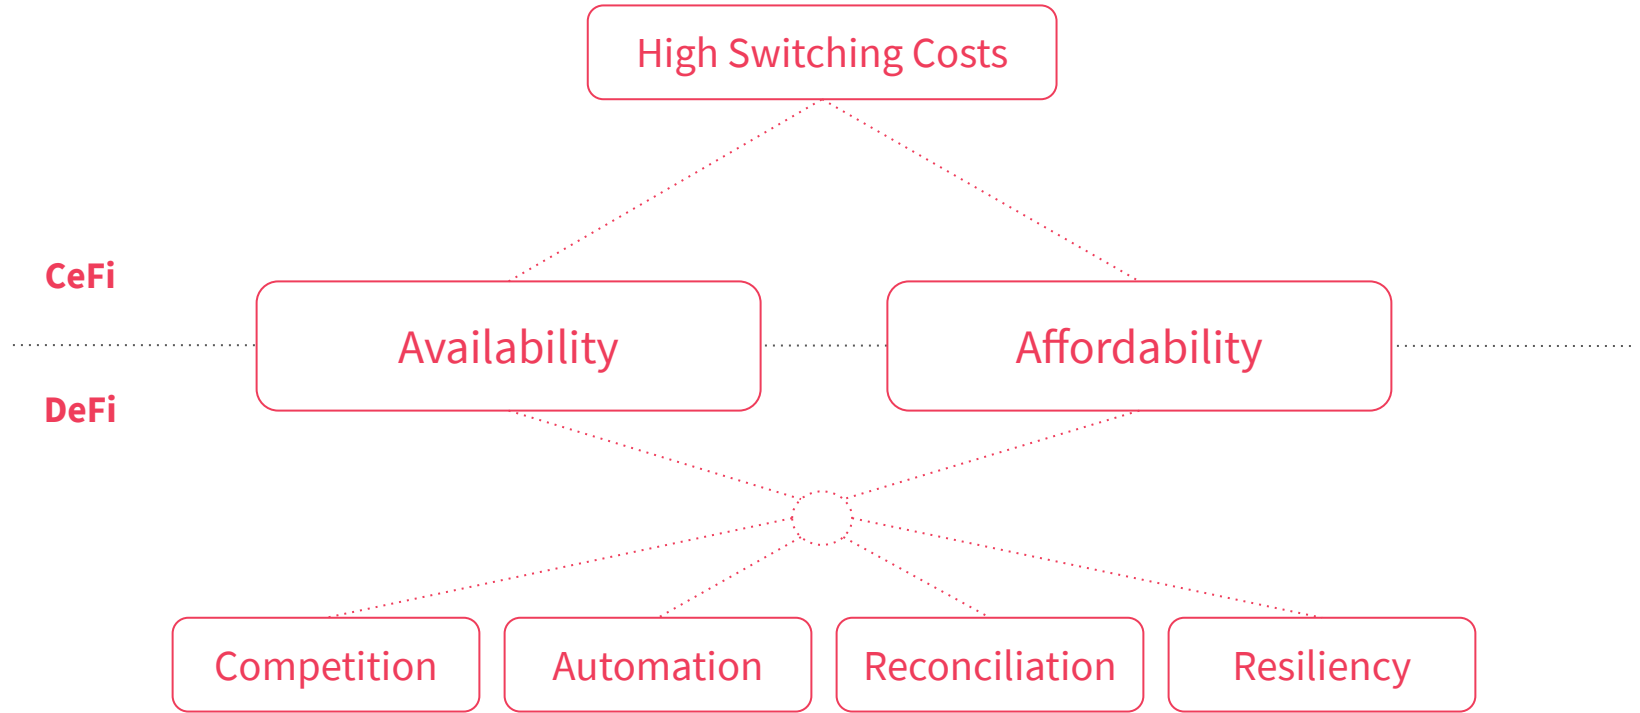 High Switching Costs
CeFi
Availability
Affordability
DeFi
Competition
Automation
Reconciliation
Resiliency